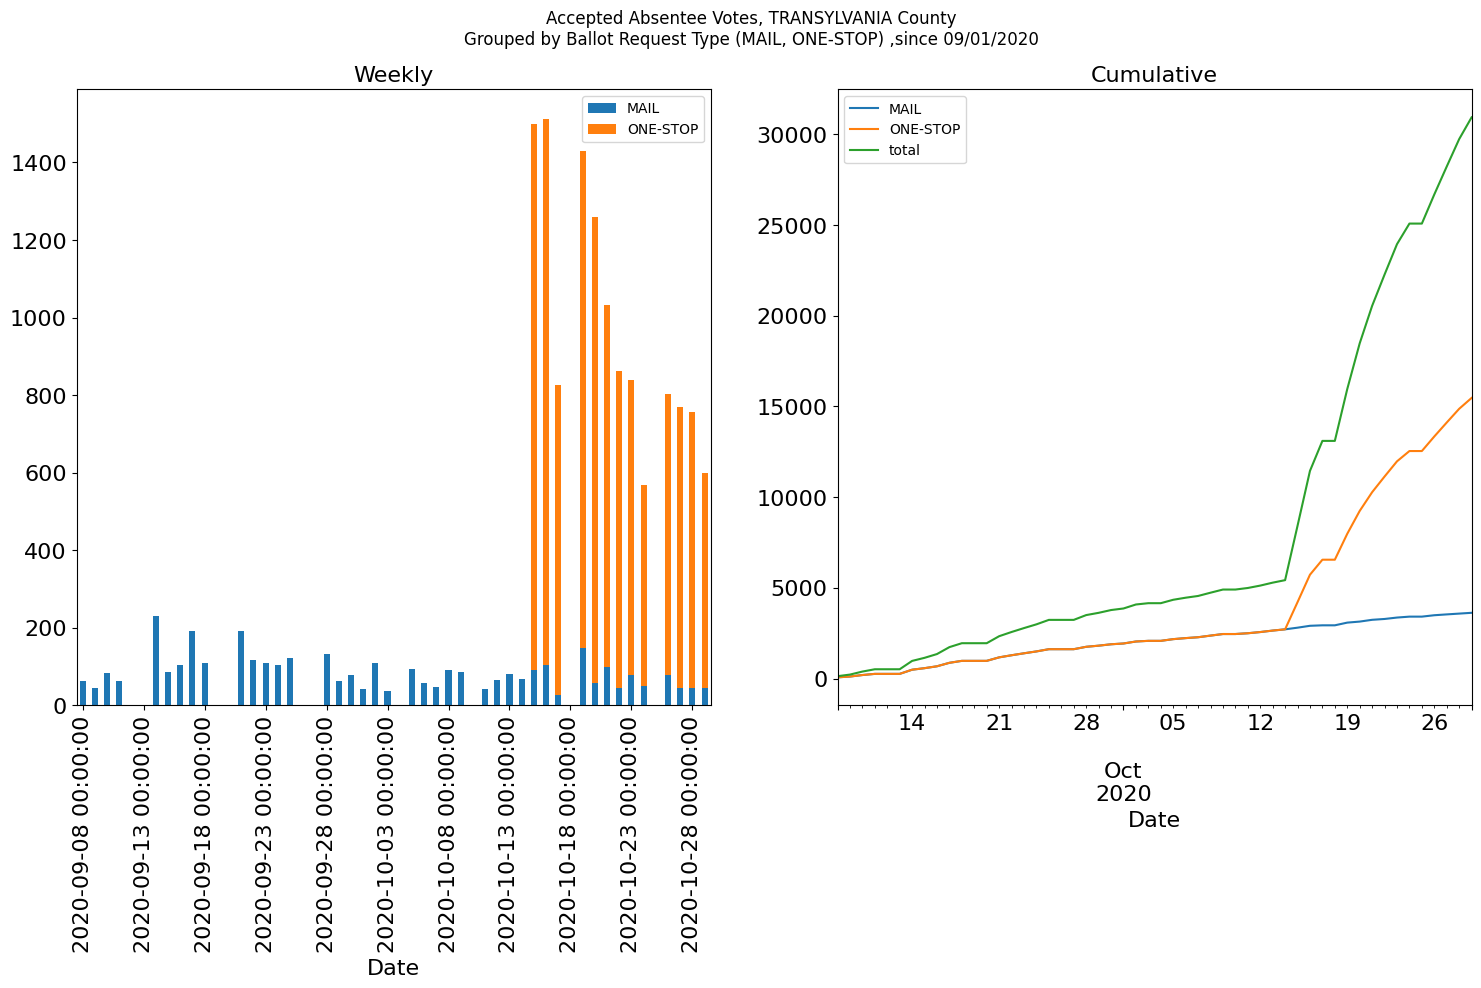 Accepted Absentee Votes, TRANSYLVANIA County
Grouped by Ballot Request Type (MAIL, ONE-STOP) ,since 09/01/2020
Weekly
MAIL
ONE-STOP
1400
1200
1000
800
600
400
200
0
2020-09-08 00:00:00
2020-09-13 00:00:00
2020-09-18 00:00:00
2020-09-23 00:00:00
2020-09-28 00:00:00
2020-10-03 00:00:00
2020-10-08 00:00:00
2020-10-13 00:00:00
2020-10-18 00:00:00
2020-10-23 00:00:00
2020-10-28 00:00:00
Date
Cumulative
MAIL
ONE-STOP
total
30000
25000
20000
15000
10000
5000
0
14 21 28 05 12 19 26
Oct
2020
Date